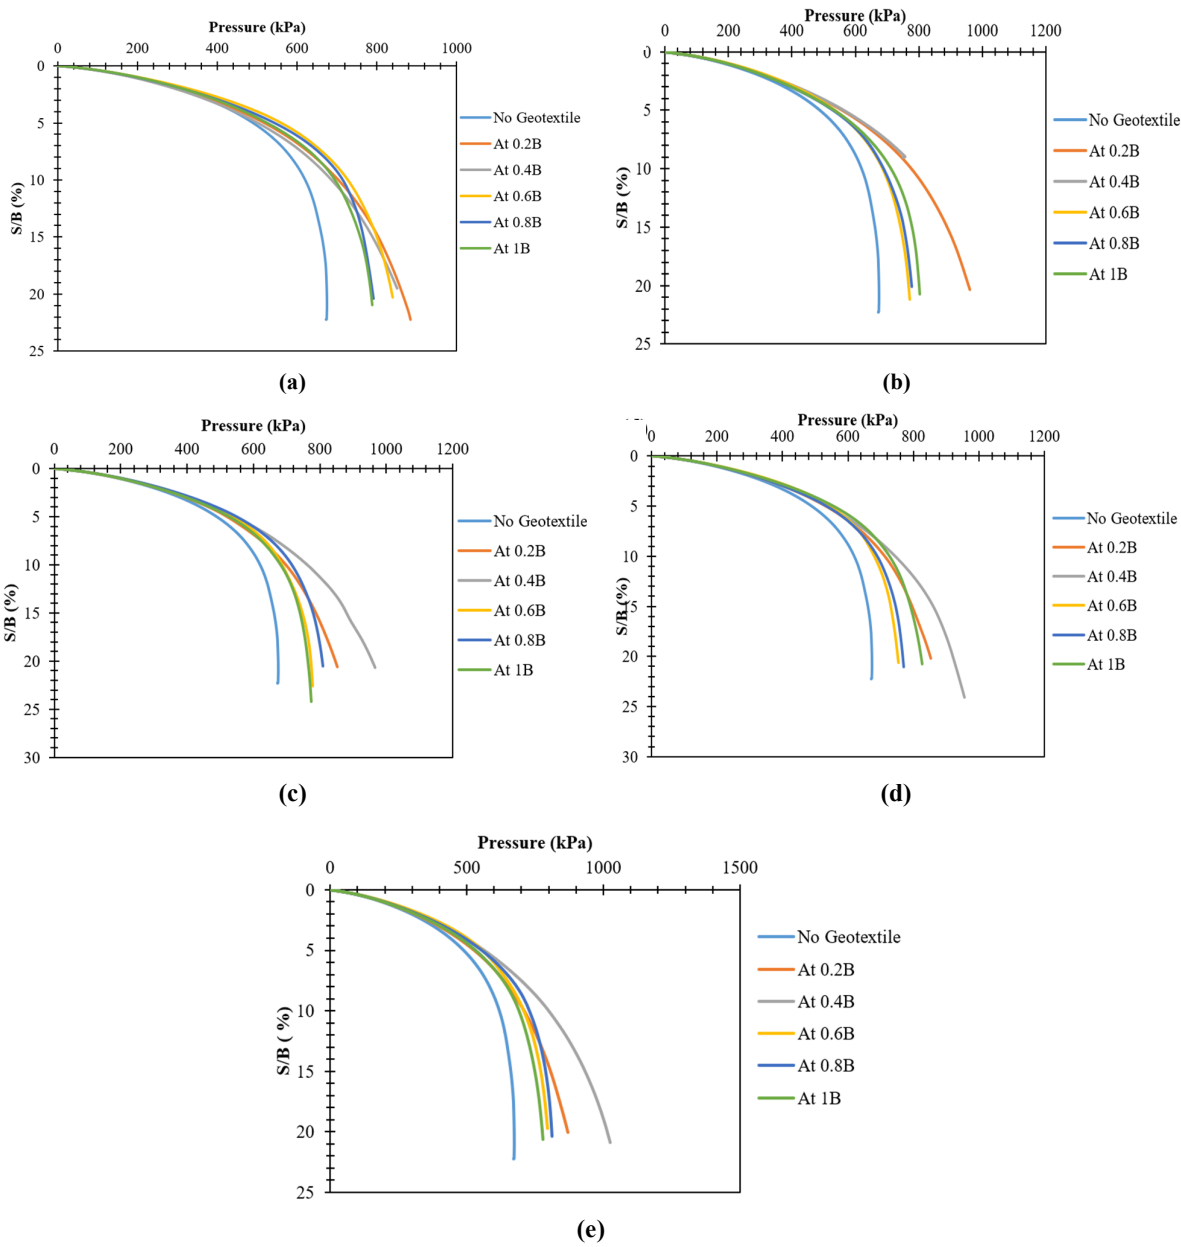 Pressure (kPa)
0 200 400 600 800 1000
0
5
10
15
20
25
S/B (%)
No Geotextile
At 0.2B
At 0.4B
At 0.6B
At 0.8B
At 1B
(a)
Pressure (kPa)
0 200 400 600 800 1000 1200
0
5
10
15
20
25
S/B (%)
No Geotextile
At 0.2B
At 0.4B
At 0.6B
At 0.8B
At 1B
(b)
Pressure (kPa)
0 200 400 600 800 1000 1200
0
5
10
15
20
25
30
S/B (%)
No Geotextile
At 0.2B
At 0.4B
At 0.6B
At 0.8B
At 1B
(c)
Pressure (kPa)
0 200 400 600 800 1000 1200
0
5
10
15
20
25
30
S/B (%)
No Geotextile
At 0.2B
At 0.4B
At 0.6B
At 0.8B
At 1B
(d)
Pressure (kPa)
0 500 1000 1500
0
5
10
15
20
25
S/B ( %)
No Geotextile
At 0.2B
At 0.4B
At 0.6B
At 0.8B
At 1B
(e)